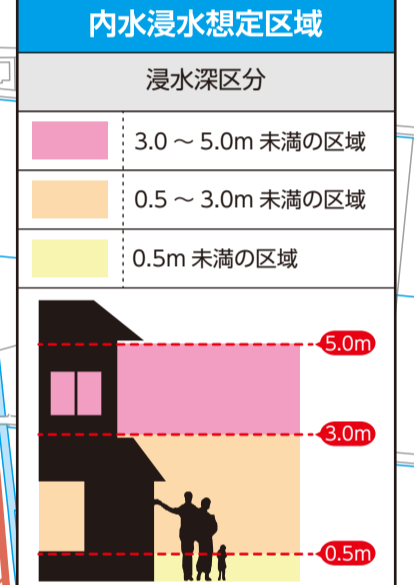 内水浸水想定区域
浸水深区分
3.0 ～ 5.0m 未満の区域
0.5 ～ 3.0m 未満の区域
0.5m 未満の区域
5.0m
3.0m
0.5m